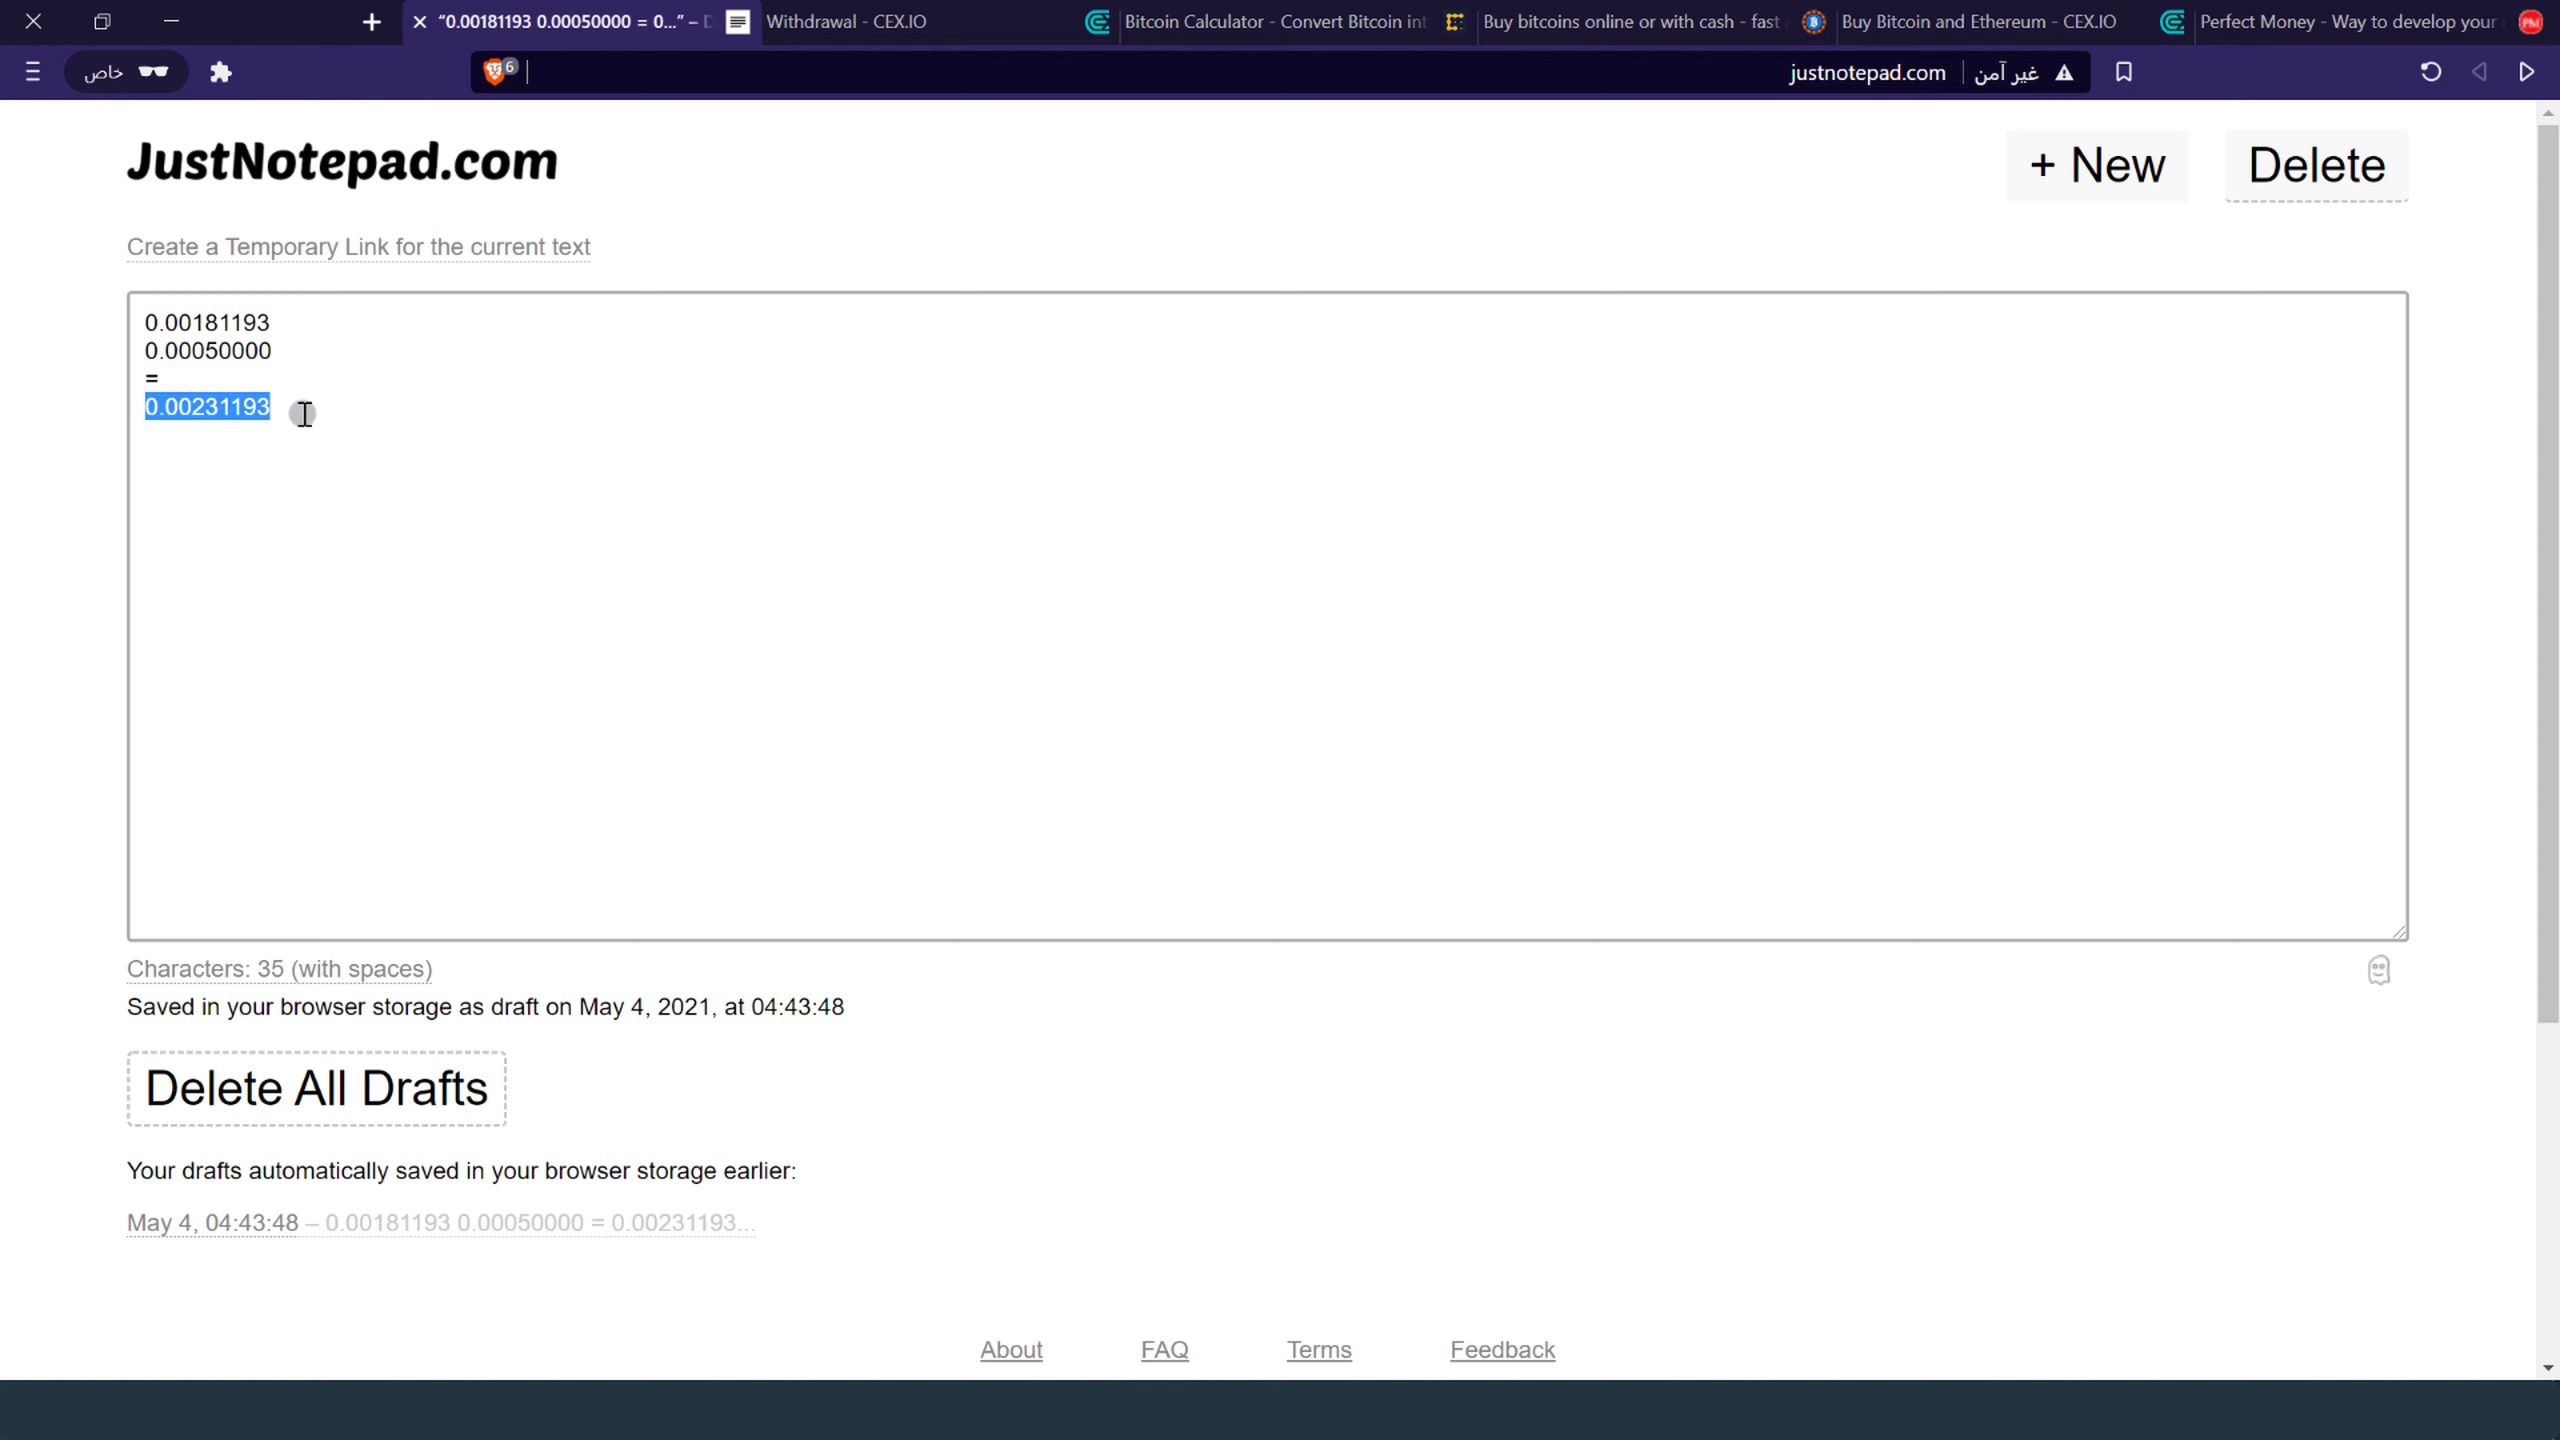 "0.00181193 0.00050000 = 0..." –
Withdrawal - CEX.IO
Bitcoin Calculator - Convert Bitcoin int
Buy bitcoins online or with cash - fast
Buy Bitcoin and Ethereum - CEX.IO
Perfect Money - Way to develop your
PM
خاص
6
justnotepad.com
غير آمن
JustNotepad.com
+ New
Delete
Create a Temporary Link for the current text
0.00181193
0.00050000
=
0.00231193
Characters: 35 (with spaces)
Saved in your browser storage as draft on May 4, 2021, at 04:43:48
Delete All Drafts
Your drafts automatically saved in your browser storage earlier:
May 4, 04:43:48 – 0.00181193 0.00050000 = 0.00231193...
About
FAQ
Terms
Feedback